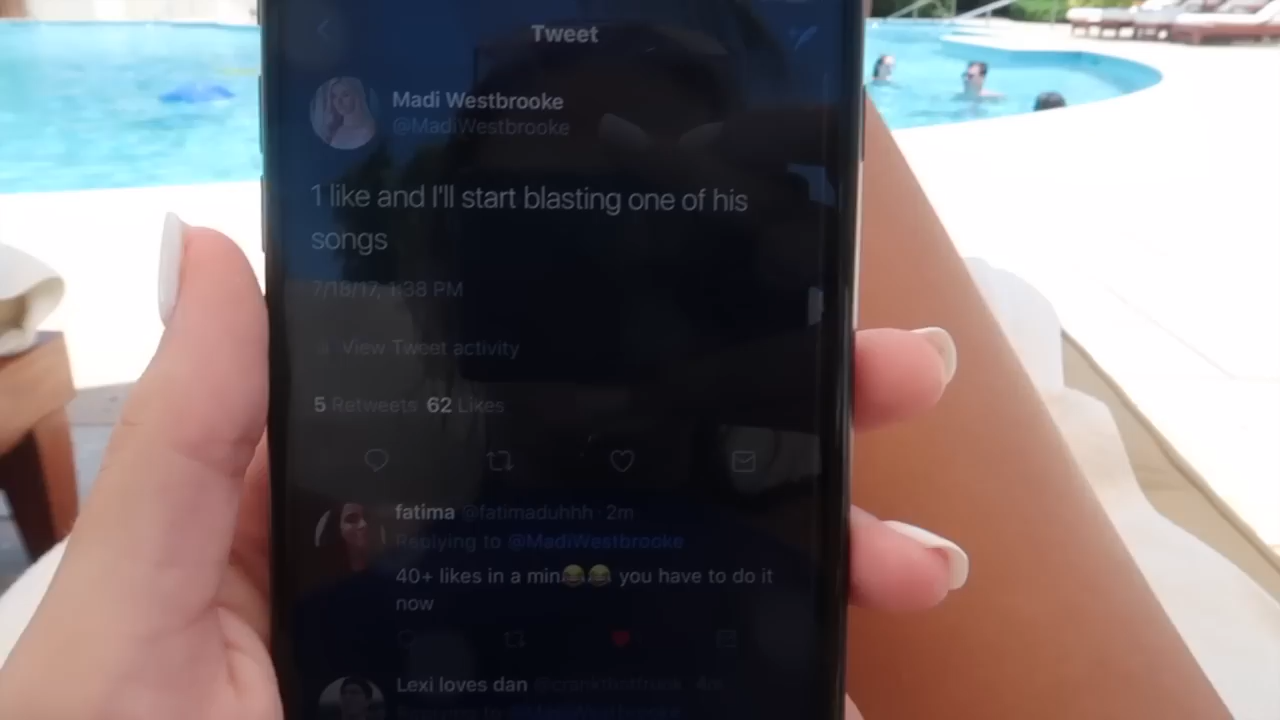 Tweet
Madi Westbrooke
@MadiWestbrooke
1 like and I'll start blasting one of his
songs
7/18/17, 1:38 PM
View Tweet activity
5 Retweets 62 Likes
fatima @fatimaduhhh · 2m
Replying to @MadiWestbrooke
40+ likes in a min😂😂 you have to do it
now
Lexi loves dan